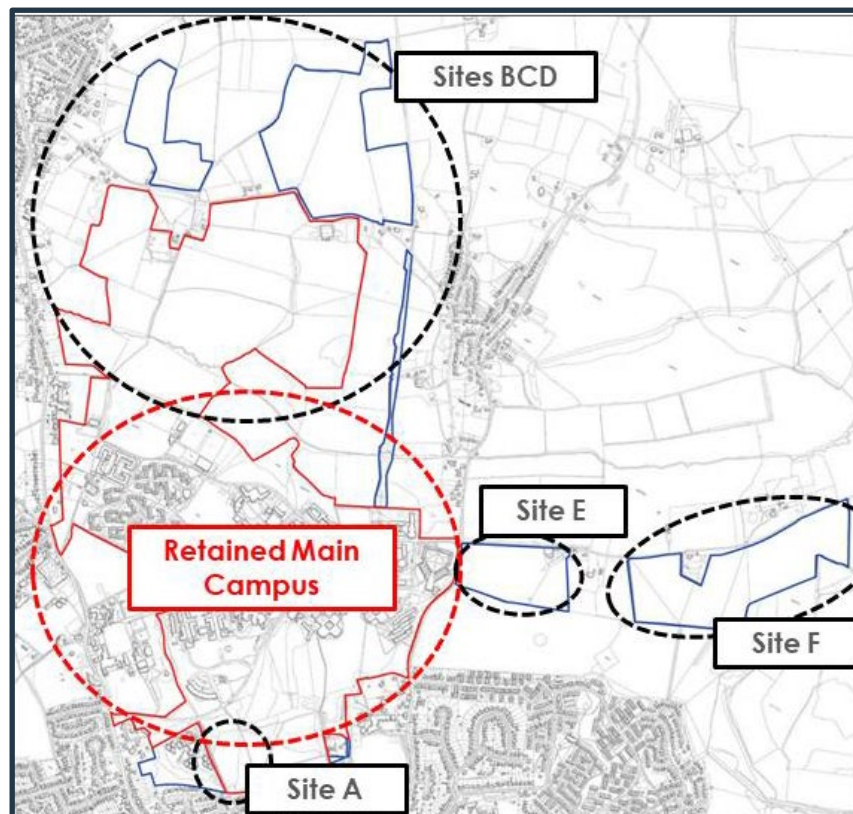 Sites BCD
Site E
Retained Main
Campus
Site F
Site A